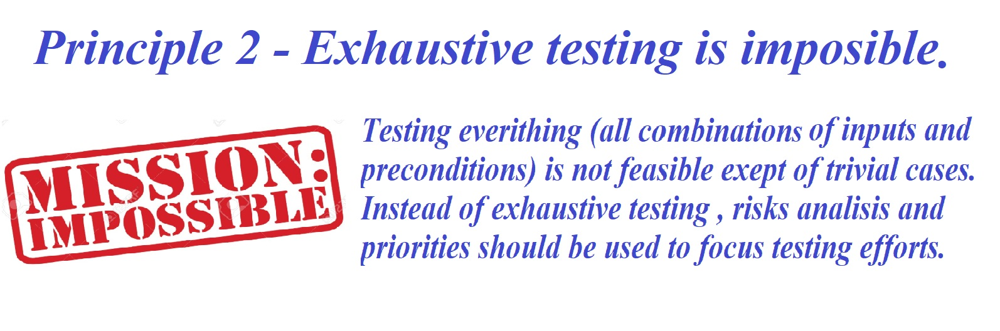 Principle 2 - Exhaustive testing is imposible.
MISSION:
IMPOSSIBLE
Testing everithing (all combinations of inputs and
preconditions) is not feasible exept of trivial cases.
Instead of exhaustive testing , risks analisis and
priorities should be used to focus testing efforts.